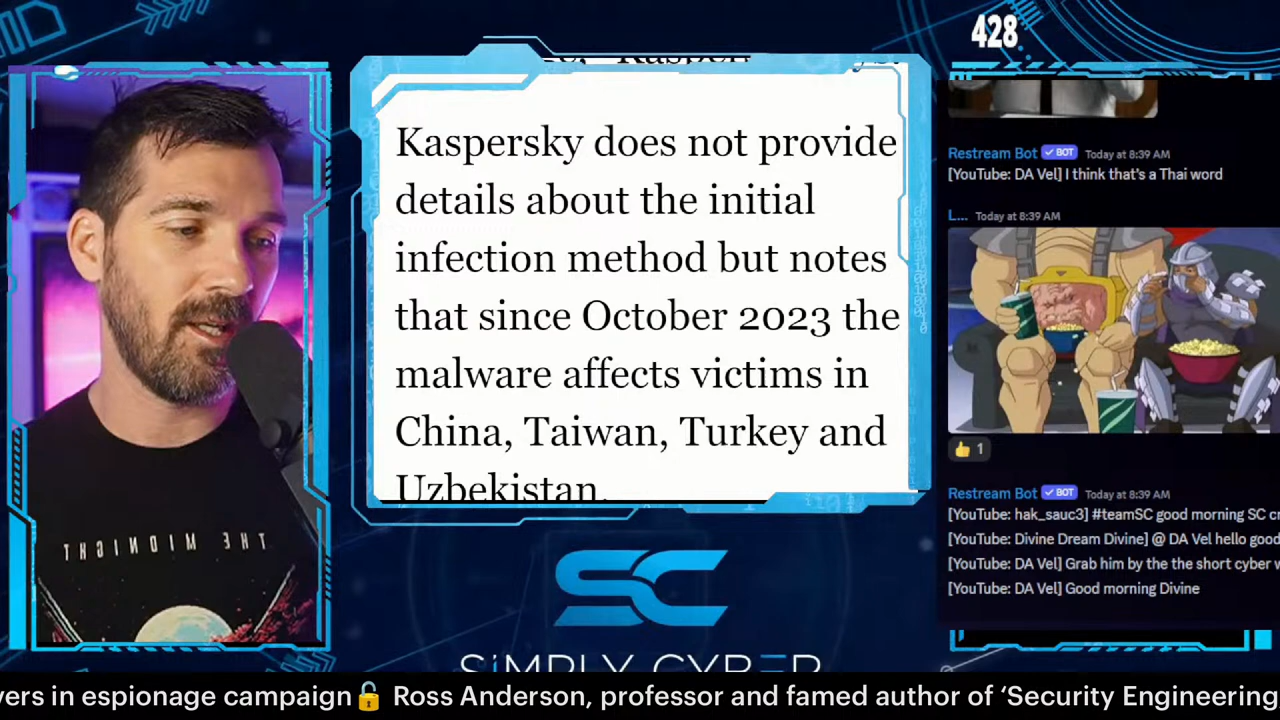 428
Kaspersky does not provide
details about the initial
infection method but notes
that since October 2023 the
malware affects victims in
China, Taiwan, Turkey and
Uzbekistan.
THE MIDNIGHT
SC
SiMPLY CYBER
Restream Bot ✓ BOT Today at 8:39 AM
[YouTube: DA Vel] I think that's a Thai word
L... Today at 8:39 AM
👍 1
Restream Bot ✓ BOT Today at 8:39 AM
[YouTube: hak_sauc3] #teamSC good morning SC
[YouTube: Divine Dream Divine] @ DA Vel hello good
[YouTube: DA Vel] Grab him by the the short cyber
[YouTube: DA Vel] Good morning Divine
in espionage campaign🔓 Ross Anderson, professor and famed author of ‘Security Engineering